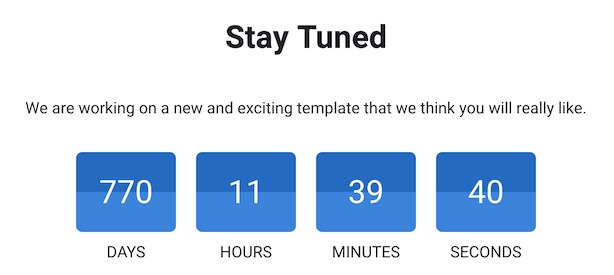 Stay Tuned
We are working on a new and exciting template that we think you will really like.
770 11 39 40
DAYS HOURS MINUTES SECONDS